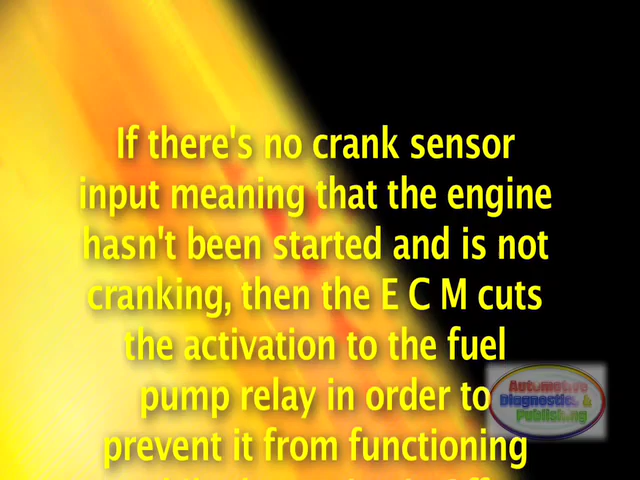 If there's no crank sensor
input meaning that the engine
hasn't been started and is not
cranking, then the E C M cuts
the activation to the fuel
pump relay in order to
prevent it from functioning
Automotive
Diagnostics, &
Publishing